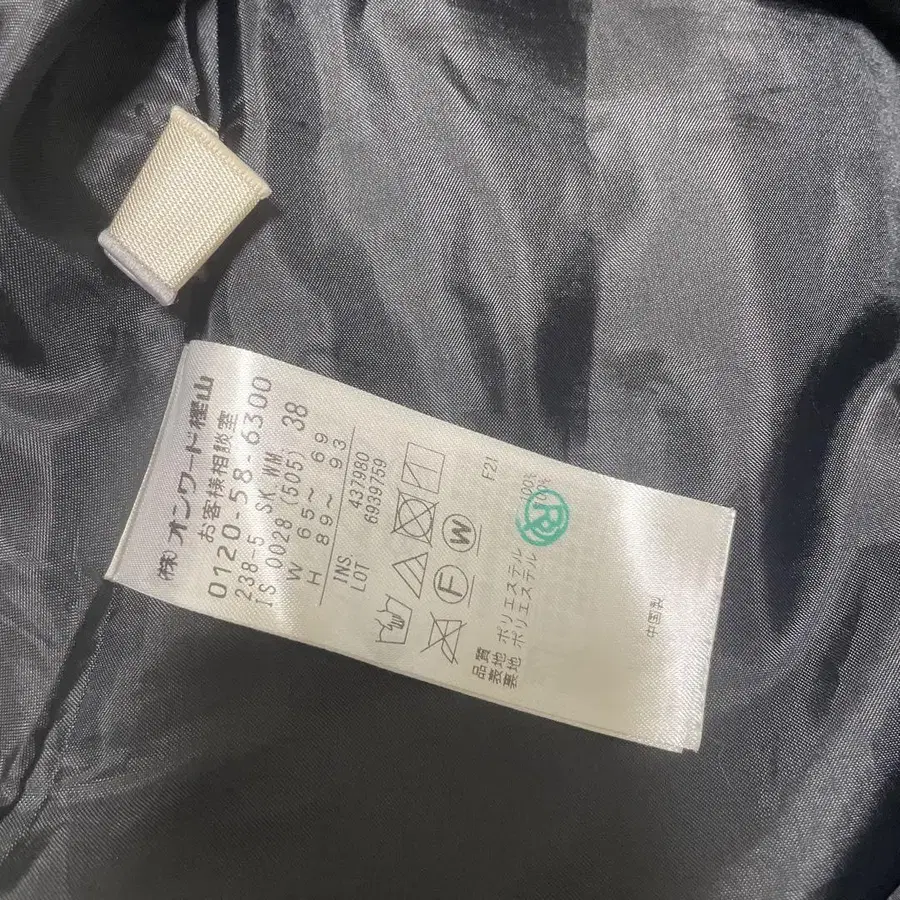 (株)オンワード樫山
お客様相談室
0120-58-6300
238-5 SK.WM 38
IS 0028 (505)
W 65~ 69
H 89~ 93
INS. 437980
LOT 6939759
W
F
F21
品質
表地 ポリエステル 100%
裏地 ポリエステル
R
中国製